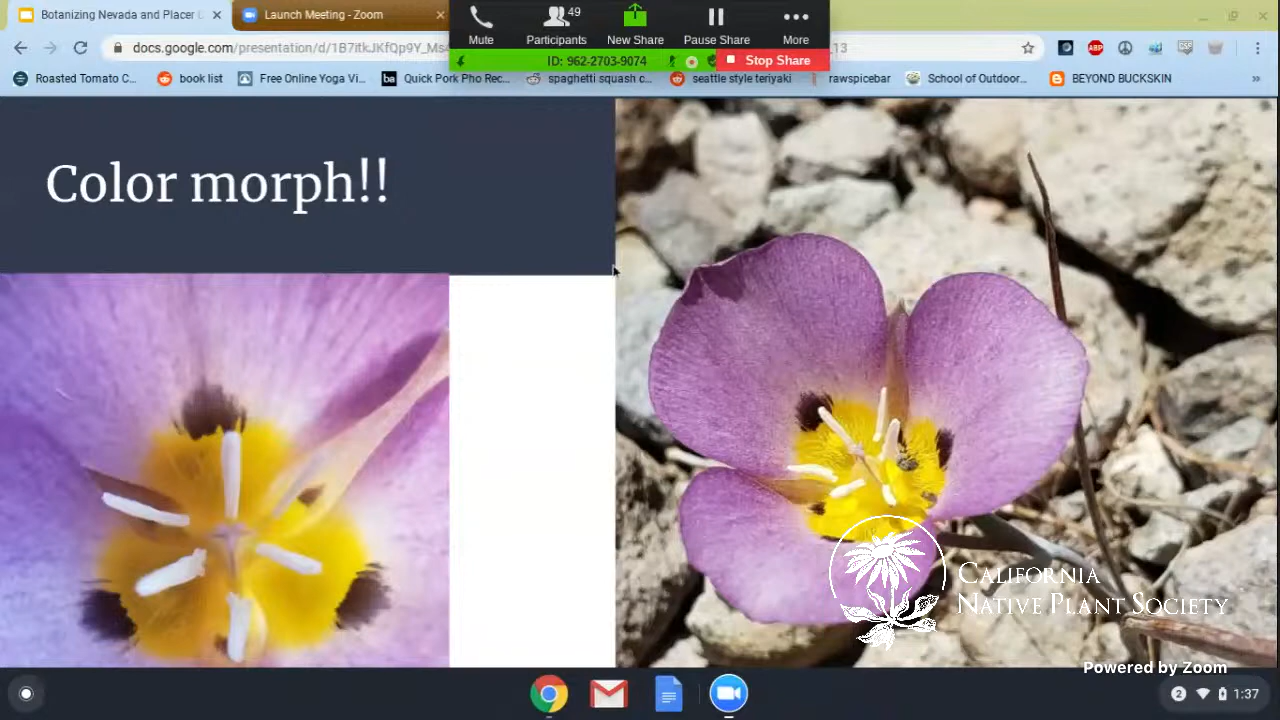 Botanizing Nevada and Placer
Launch Meeting - Zoom
49
Mute
Participants
New Share
Pause Share
More
docs.google.com/presentation/d/1B7itkJKfQp9Y_Ms
13
ABP
ID: 962-2703-9074
Stop Share
Roasted Tomato C...
book list
Free Online Yoga Vi...
ba
Quick Pork Pho Rec...
spaghetti squash c...
seattle style teriyaki
rawspicebar
School of Outdoor...
BEYOND BUCKSKIN
»
Color morph!!
CALIFORNIA
NATIVE PLANT SOCIETY
Powered by Zoom
2
1:37